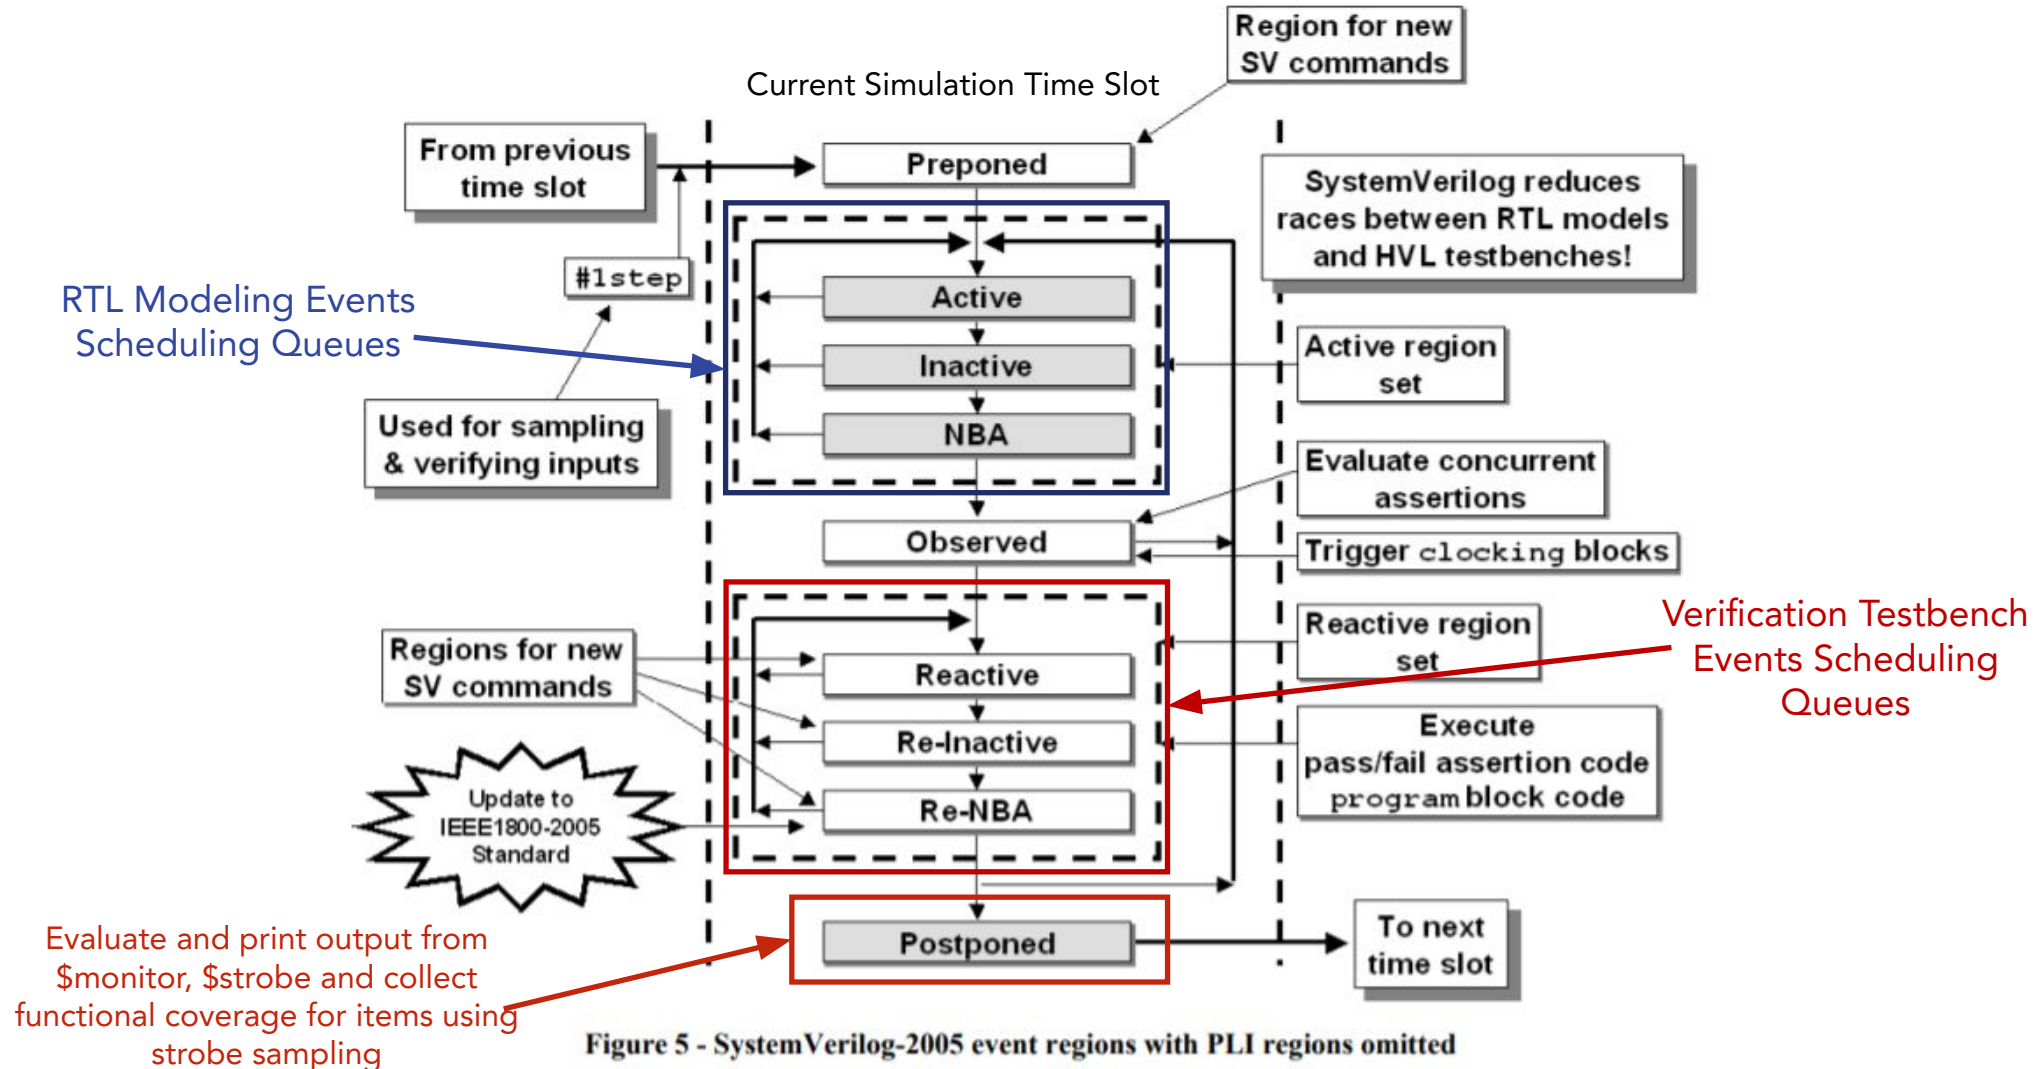 Region for new
SV commands
Current Simulation Time Slot
From previous
time slot
Preponed
SystemVerilog reduces
races between RTL models
and HVL testbenches!
#1step
RTL Modeling Events
Scheduling Queues
Active
Inactive
NBA
Active region
set
Used for sampling
& verifying inputs
Evaluate concurrent
assertions
Observed
Trigger clocking blocks
Reactive region
set
Verification Testbench
Events Scheduling
Queues
Regions for new
SV commands
Reactive
Re-Inactive
Re-NBA
Execute
pass/fail assertion code
program block code
Update to
IEEE1800-2005
Standard
Postponed
To next
time slot
Evaluate and print output from
$monitor, $strobe and collect
functional coverage for items using
strobe sampling
Figure 5 - SystemVerilog-2005 event regions with PLI regions omitted